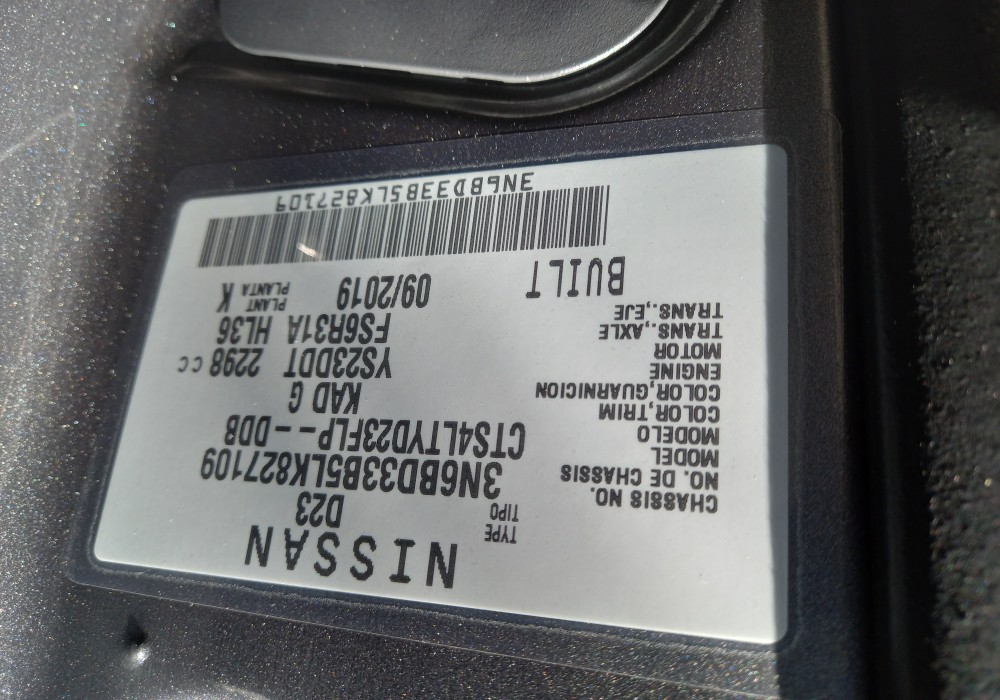 NISSAN
TYPE
TIPO D23
CHASSIS NO.
NO. DE CHASSIS 3N6BD33B5LK827109
MODEL
MODELO CTS4LTYD23FLP-DDB
COLOR,TRIM
COLOR,GUARNICION KAD G
ENGINE
MOTOR YS23DDT 2298 CC
TRANS.,AXLE
TRANS.,EJE FS6R31A HL36
BUILT 09/2019 PLANT
PLANTA K
3N6BD33B5LK827109